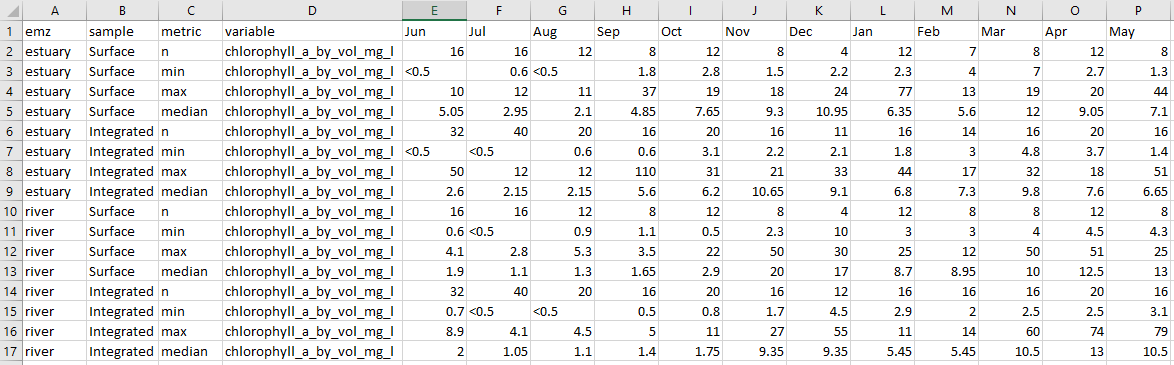 A B C D E F G H I J K L M N O P
1 emz sample metric variable Jun Jul Aug Sep Oct Nov Dec Jan Feb Mar Apr May
2 estuary Surface n chlorophyll_a_by_vol_mg_l 16 16 12 8 12 8 4 12 7 8 12 8
3 estuary Surface min chlorophyll_a_by_vol_mg_l <0.5 0.6 <0.5 1.8 2.8 1.5 2.2 2.3 4 7 2.7 1.3
4 estuary Surface max chlorophyll_a_by_vol_mg_l 10 12 11 37 19 18 24 77 13 19 20 44
5 estuary Surface median chlorophyll_a_by_vol_mg_l 5.05 2.95 2.1 4.85 7.65 9.3 10.95 6.35 5.6 12 9.05 7.1
6 estuary Integrated n chlorophyll_a_by_vol_mg_l 32 40 20 16 20 16 11 16 14 16 20 16
7 estuary Integrated min chlorophyll_a_by_vol_mg_l <0.5 <0.5 0.6 0.6 3.1 2.2 2.1 1.8 3 4.8 3.7 1.4
8 estuary Integrated max chlorophyll_a_by_vol_mg_l 50 12 12 110 31 21 33 44 17 32 18 51
9 estuary Integrated median chlorophyll_a_by_vol_mg_l 2.6 2.15 2.15 5.6 6.2 10.65 9.1 6.8 7.3 9.8 7.6 6.65
10 river Surface n chlorophyll_a_by_vol_mg_l 16 16 12 8 12 8 4 12 8 8 12 8
11 river Surface min chlorophyll_a_by_vol_mg_l 0.6 <0.5 0.9 1.1 0.5 2.3 10 3 3 4 4.5 4.3
12 river Surface max chlorophyll_a_by_vol_mg_l 4.1 2.8 5.3 3.5 22 50 30 25 12 50 51 25
13 river Surface median chlorophyll_a_by_vol_mg_l 1.9 1.1 1.3 1.65 2.9 20 17 8.7 8.95 10 12.5 13
14 river Integrated n chlorophyll_a_by_vol_mg_l 32 40 20 16 20 16 12 16 16 16 20 16
15 river Integrated min chlorophyll_a_by_vol_mg_l 0.7 <0.5 <0.5 0.5 0.8 1.7 4.5 2.9 2 2.5 2.5 3.1
16 river Integrated max chlorophyll_a_by_vol_mg_l 8.9 4.1 4.5 5 11 27 55 11 14 60 74 79
17 river Integrated median chlorophyll_a_by_vol_mg_l 2 1.05 1.1 1.4 1.75 9.35 9.35 5.45 5.45 10.5 13 10.5